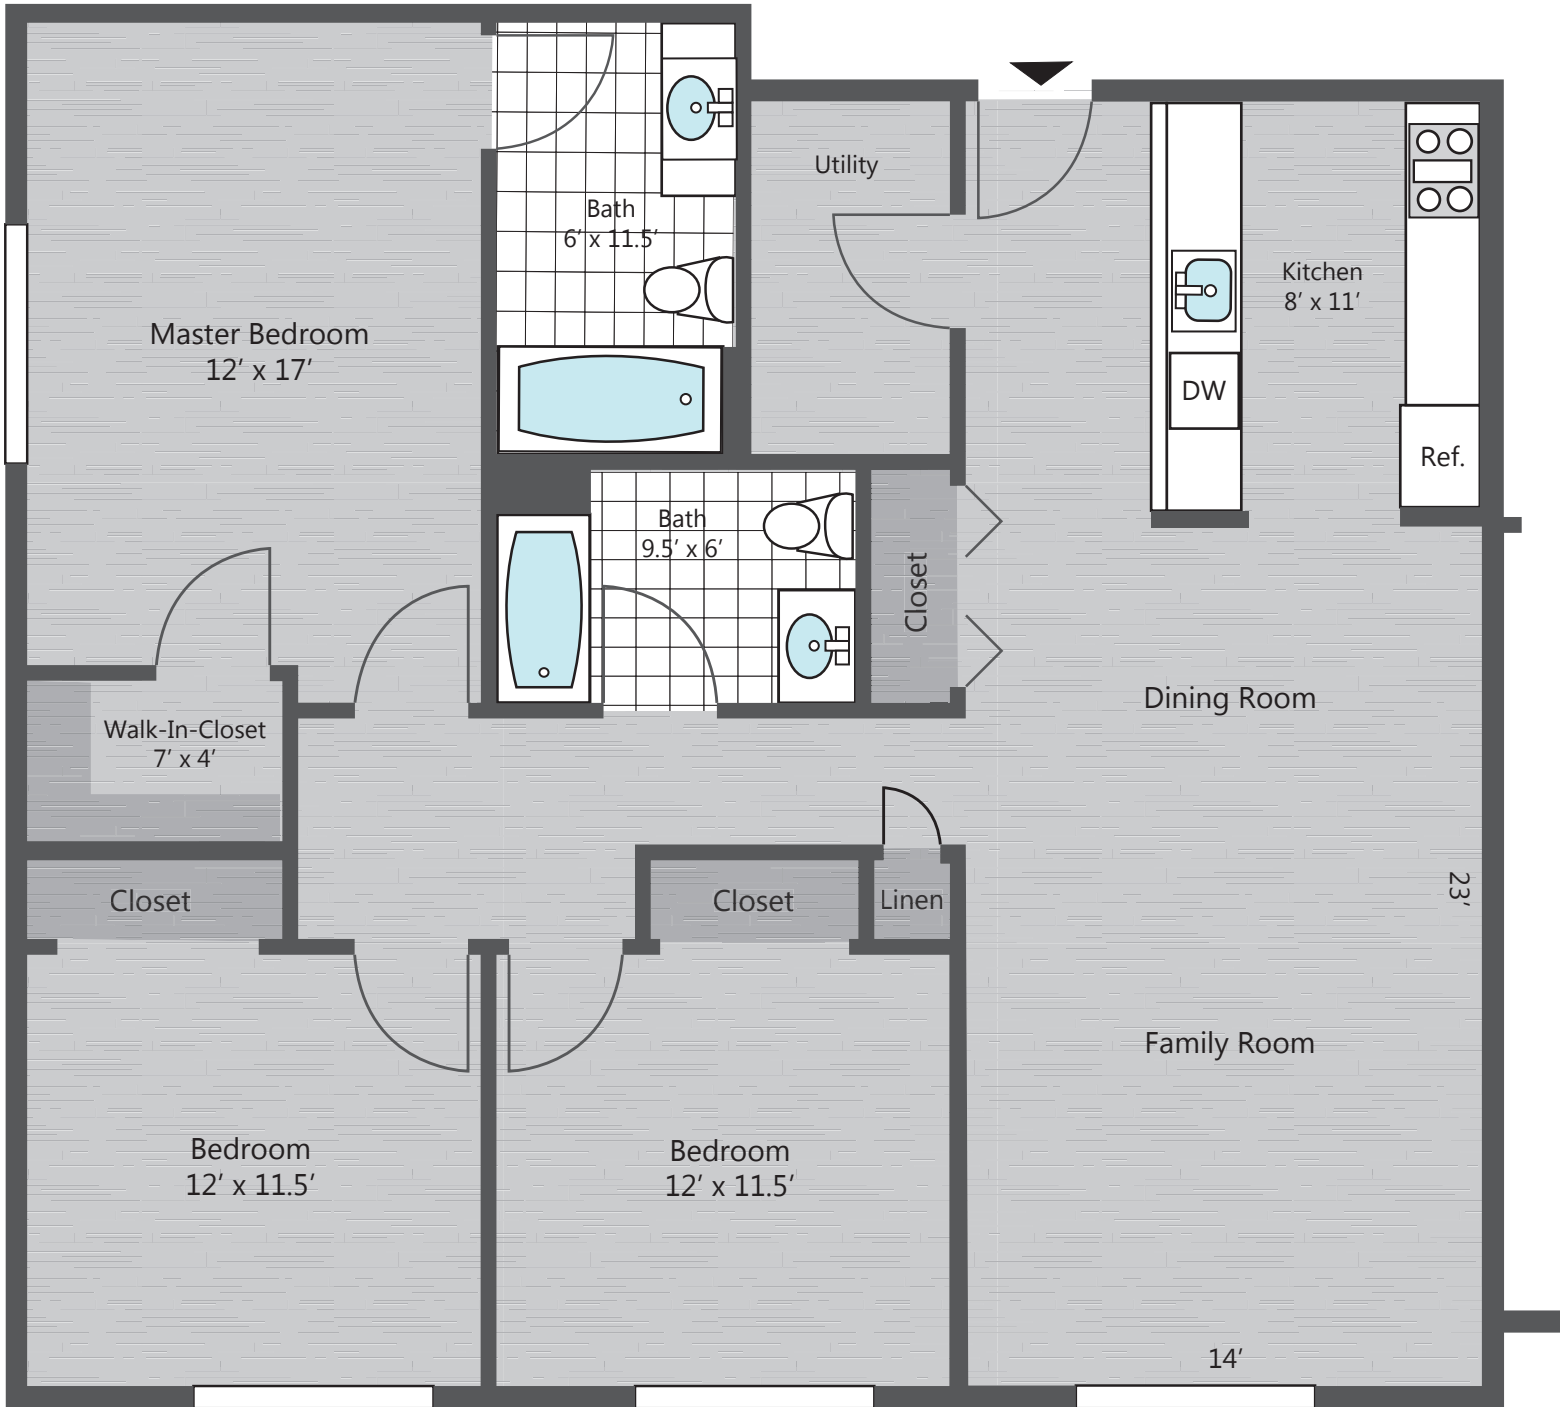 Utility
Bath
6′ x 11.5′
Kitchen
8′ x 11′
Master Bedroom
12′ x 17′
DW
Ref.
Bath
9.5′ x 6′
Closet
Dining Room
Walk-In-Closet
7′ x 4′
Closet
Closet
Linen
23′
Family Room
Bedroom
12′ x 11.5′
Bedroom
12′ x 11.5′
14′